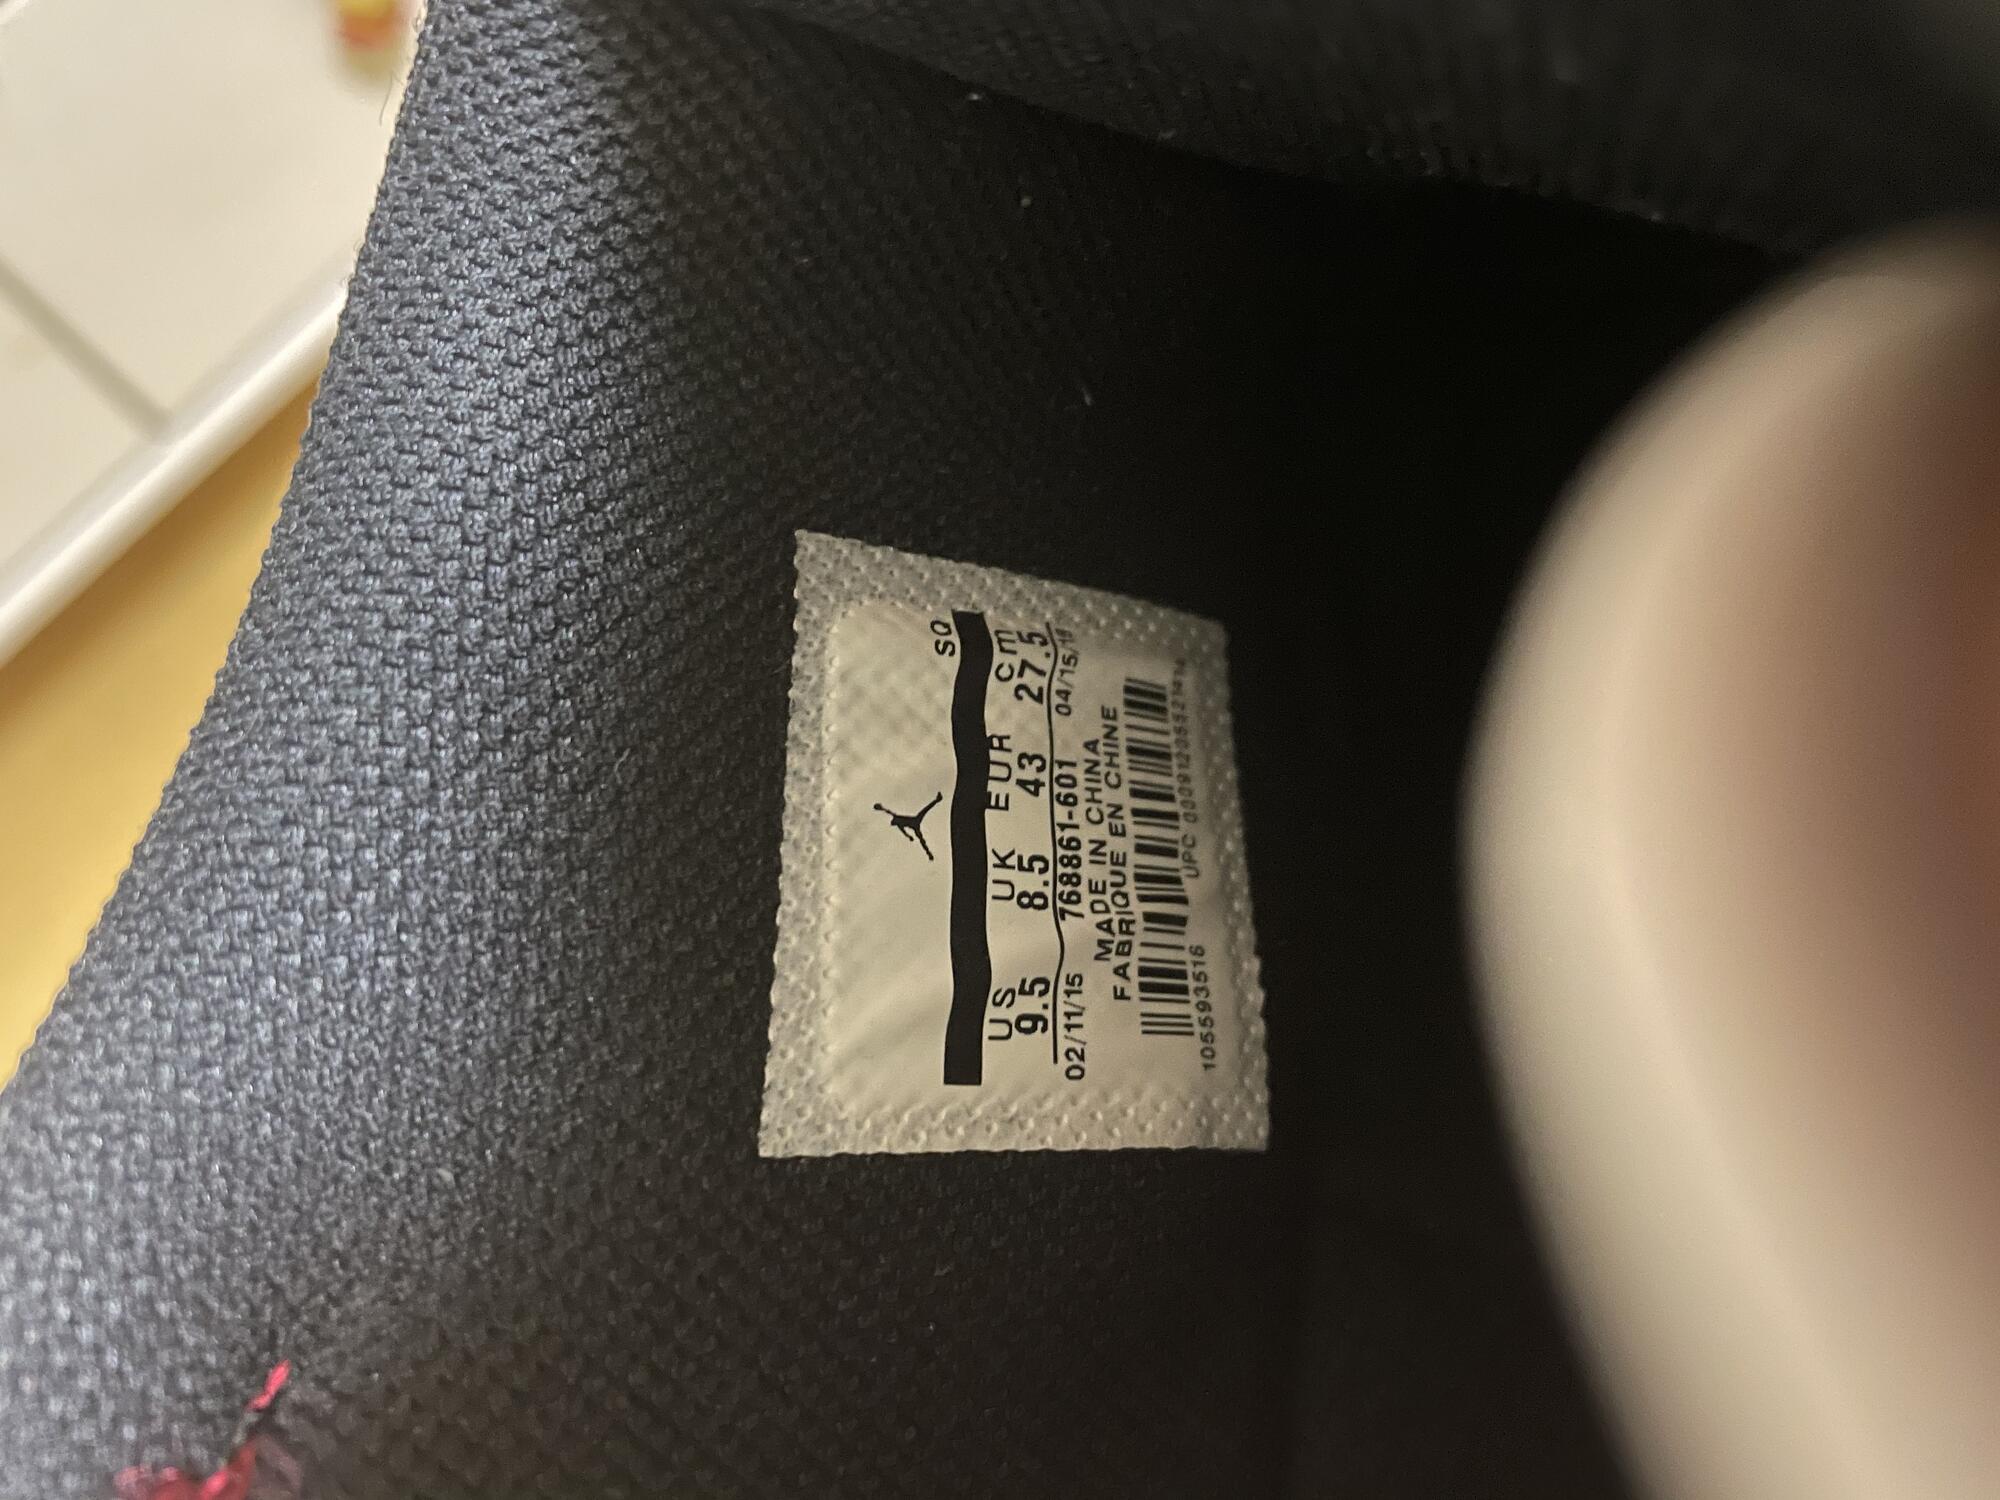 SQ
US UK EUR cm
9.5 8.5 43 27.5
02/11/15 768861-601 04/15/15
MADE IN CHINA
FABRIQUE EN CHINE
105593516 UPC